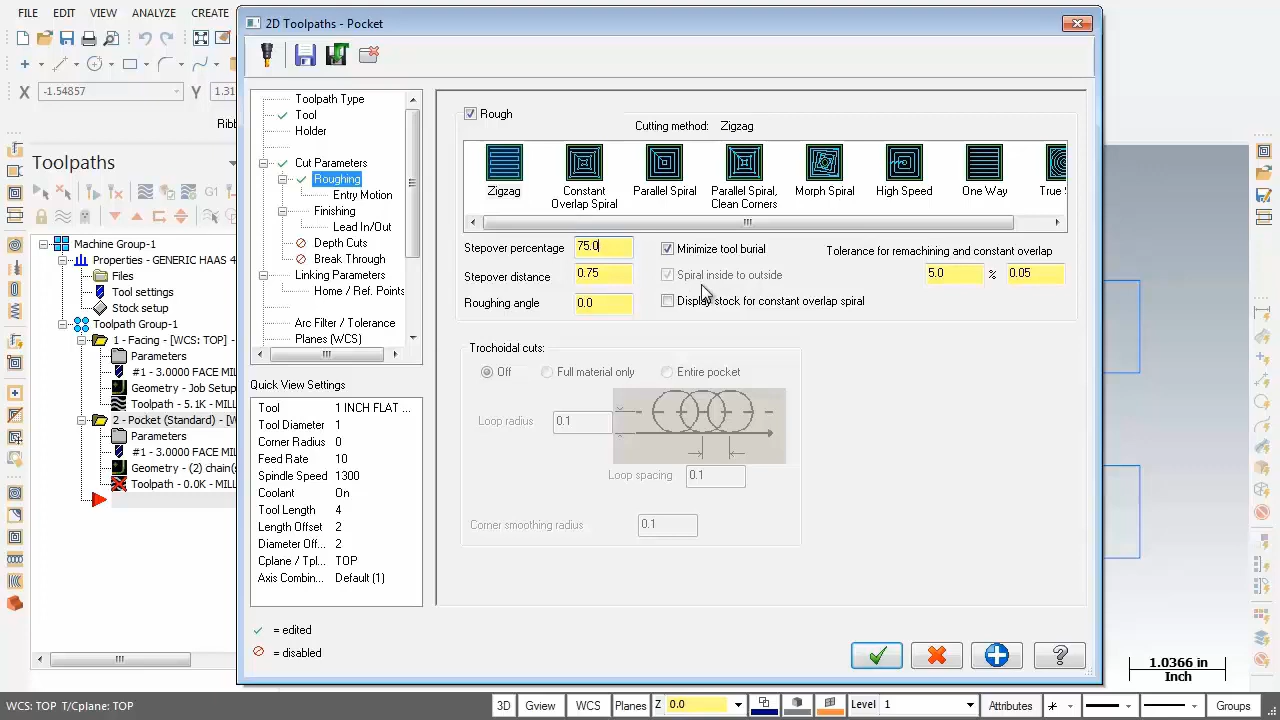 FILE EDIT VIEW ANALYZE CREATE
2D Toolpaths - Pocket
X -1.54857 Y 1.31
Ribb
Toolpaths
G1
Machine Group-1
Properties - GENERIC HAAS 4
Files
Tool settings
Stock setup
Toolpath Group-1
1 - Facing - [WCS: TOP] -
Parameters
#1 - 3.0000 FACE MI
Geometry - Job Setup
Toolpath - 5.1K - MILL
2 - Pocket (Standard) - [W
Parameters
#1 - 3.0000 FACE MI
Geometry - (2) chain(s
Toolpath - 0.0K - MILL
Toolpath Type
Tool
Holder
Cut Parameters
Roughing
Entry Motion
Finishing
Lead In/Out
Depth Cuts
Break Through
Linking Parameters
Home / Ref. Points
Arc Filter / Tolerance
Planes (WCS)
Quick View Settings
Tool 1 INCH FLAT ...
Tool Diameter 1
Corner Radius 0
Feed Rate 10
Spindle Speed 1300
Coolant On
Tool Length 4
Length Offset 2
Diameter Off... 2
Cplane / Tpl... TOP
Axis Combin... Default (1)
= edited
= disabled
Rough
Cutting method: Zigzag
Zigzag
Constant Overlap Spiral
Parallel Spiral
Parallel Spiral, Clean Corners
Morph Spiral
High Speed
One Way
True S
Stepover percentage 75.0
Stepover distance 0.75
Roughing angle 0.0
Minimize tool burial
Spiral inside to outside
Display stock for constant overlap spiral
Tolerance for remachining and constant overlap
5.0 % 0.05
Trochoidal cuts:
Off Full material only Entire pocket
Loop radius 0.1
Loop spacing 0.1
Corner smoothing radius 0.1
1.0366 in
Inch
WCS: TOP T/Cplane: TOP
3D Gview WCS Planes Z 0.0 Level 1 Attributes Groups